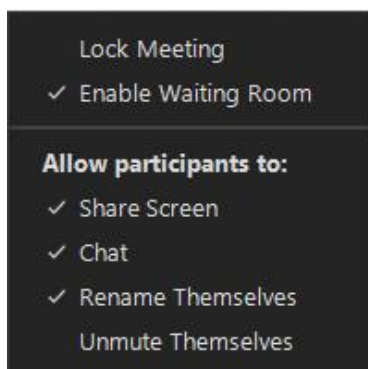 Lock Meeting
✓ Enable Waiting Room
Allow participants to:
✓ Share Screen
✓ Chat
✓ Rename Themselves
Unmute Themselves